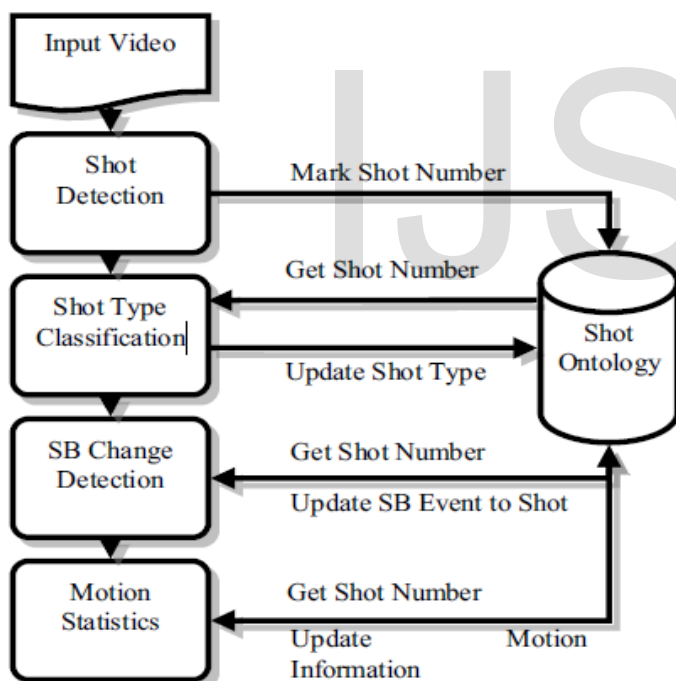 Input Video
IJS
Shot
Detection
Mark Shot Number
Get Shot Number
Shot Type
Classification
Update Shot Type
Shot
Ontology
SB Change
Detection
Get Shot Number
Update SB Event to Shot
Motion
Statistics
Get Shot Number
Update Motion
Information